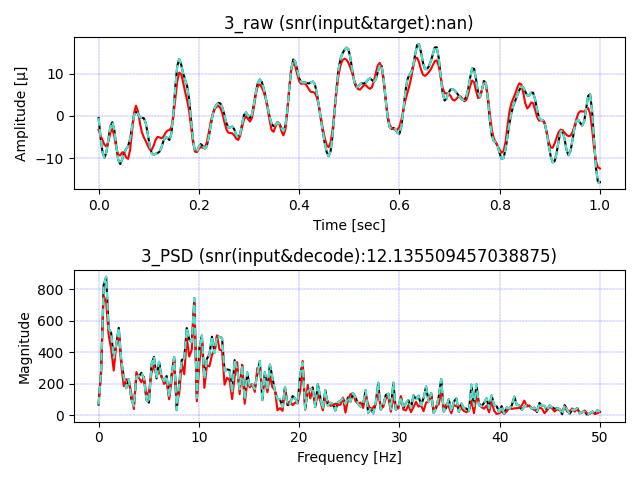 3_raw (snr(input&target):nan)
Amplitude [µ]
10
0
−10
0.0 0.2 0.4 0.6 0.8 1.0
Time [sec]
3_PSD (snr(input&decode):12.135509457038875)
Magnitude
800
600
400
200
0
0 10 20 30 40 50
Frequency [Hz]